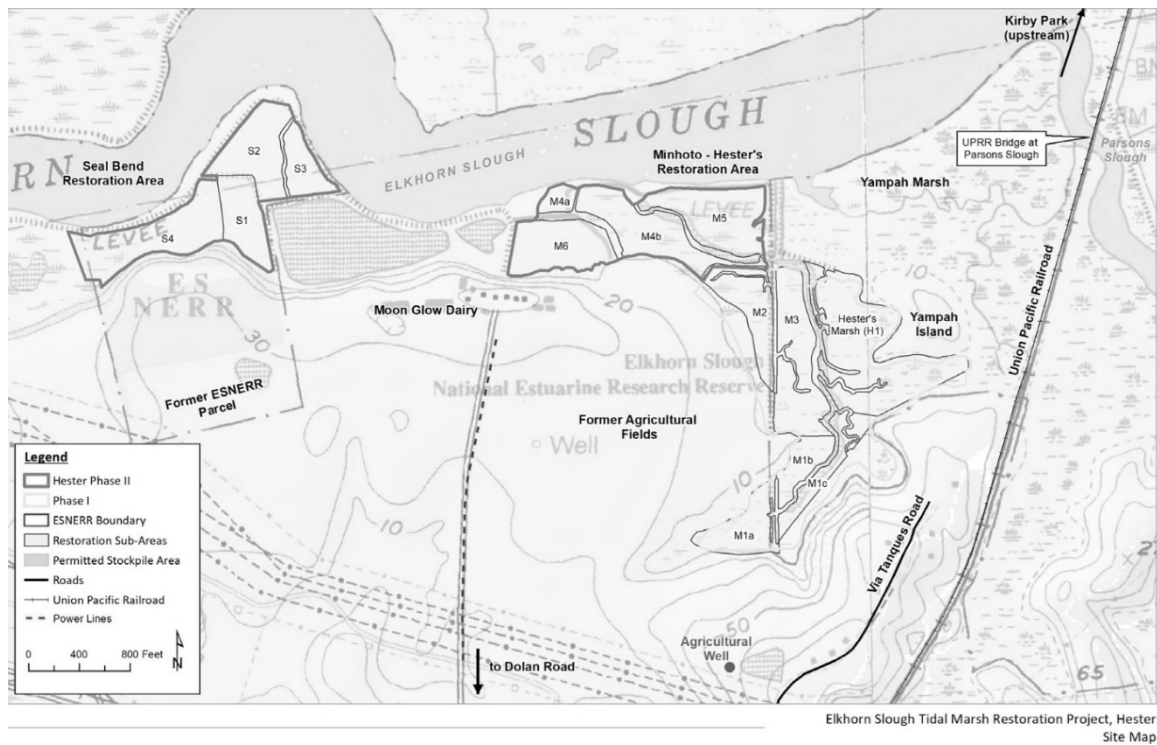 Kirby Park
(upstream)
SLOUGH
BM
UPRR Bridge at
Parsons Slough
Parsons
Slough
S2
Seal Bend
Restoration Area
RN
S3
ELKHORN SLOUGH
Minhoto - Hester's
Restoration Area
Yampah Marsh
M4a
LEVEE
M5
S1
LEVEE
S4
M6
M4b
ES
NERR
10
20
Moon Glow Dairy
M2
M3
Hester's
Marsh (H1)
Yampah
Island
Union Pacific Railroad
30
Elkhorn Slough
National Estuarine Research Reserve
Former ESNERR
Parcel
Former Agricultural
Fields
Well
M1b
10
M1c
M1a
10
Via Tanques Road
50
Agricultural
Well
65
to Dolan Road
Legend
Hester Phase II
Phase I
ESNERR Boundary
Restoration Sub-Areas
Permitted Stockpile Area
Roads
Union Pacific Railroad
Power Lines
0 400 800 Feet
N
Elkhorn Slough Tidal Marsh Restoration Project, Hester
Site Map